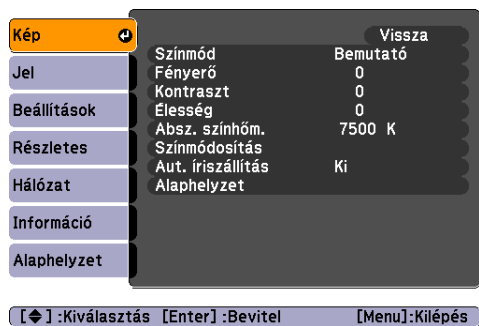 Kép
Jel
Beállítások
Részletes
Hálózat
Információ
Alaphelyzet
Vissza
Színmód Bemutató
Fényerő 0
Kontraszt 0
Élesség 0
Absz. színhőm. 7500 K
Színmódosítás
Aut. íriszállítás Ki
Alaphelyzet
[◆] :Kiválasztás [Enter] :Bevitel [Menu]:Kilépés